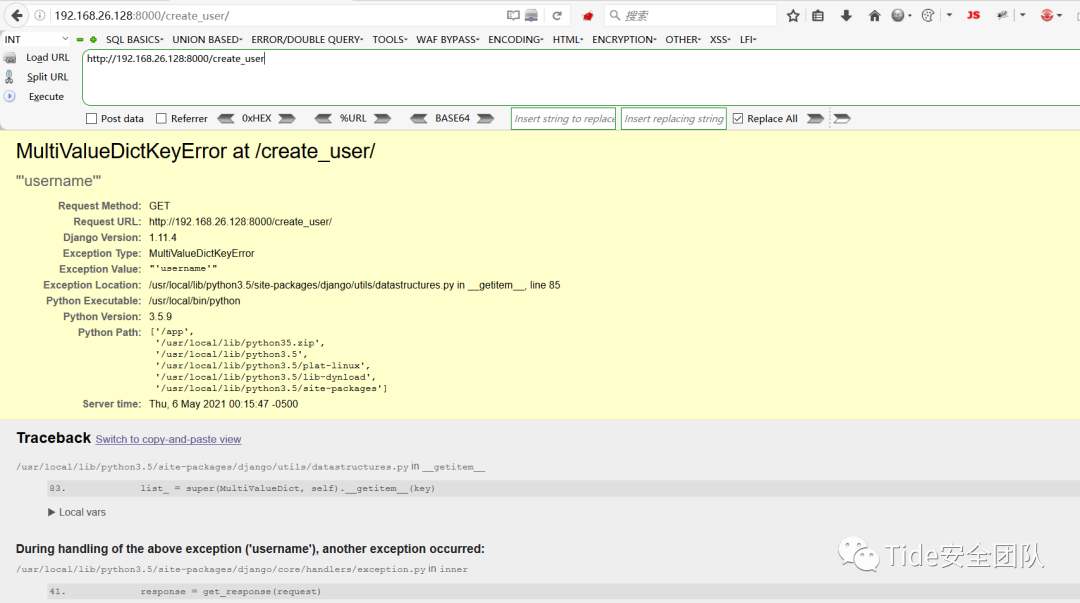 192.168.26.128:8000/create_user/
搜索
JS
INT
SQL BASICS▾ UNION BASED▾ ERROR/DOUBLE QUERY▾ TOOLS▾ WAF BYPASS▾ ENCODING▾ HTML▾ ENCRYPTION▾ OTHER▾ XSS▾ LFI▾
Load URL
http://192.168.26.128:8000/create_user
Split URL
Execute
Post data Referrer 0xHEX %URL BASE64 Insert string to replace Insert replacing string Replace All
MultiValueDictKeyError at /create_user/
"'username'"
Request Method: GET
Request URL: http://192.168.26.128:8000/create_user/
Django Version: 1.11.4
Exception Type: MultiValueDictKeyError
Exception Value: "'username'"
Exception Location: /usr/local/lib/python3.5/site-packages/django/utils/datastructures.py in __getitem__, line 85
Python Executable: /usr/local/bin/python
Python Version: 3.5.9
Python Path: ['/app',
'/usr/local/lib/python35.zip',
'/usr/local/lib/python3.5',
'/usr/local/lib/python3.5/plat-linux',
'/usr/local/lib/python3.5/lib-dynload',
'/usr/local/lib/python3.5/site-packages']
Server time: Thu, 6 May 2021 00:15:47 -0500
Traceback Switch to copy-and-paste view
/usr/local/lib/python3.5/site-packages/django/utils/datastructures.py in __getitem__
83. list_ = super(MultiValueDict, self).__getitem__(key)
▶ Local vars
During handling of the above exception ('username'), another exception occurred:
/usr/local/lib/python3.5/site-packages/django/core/handlers/exception.py in inner
41. response = get_response(request)
Tide安全团队